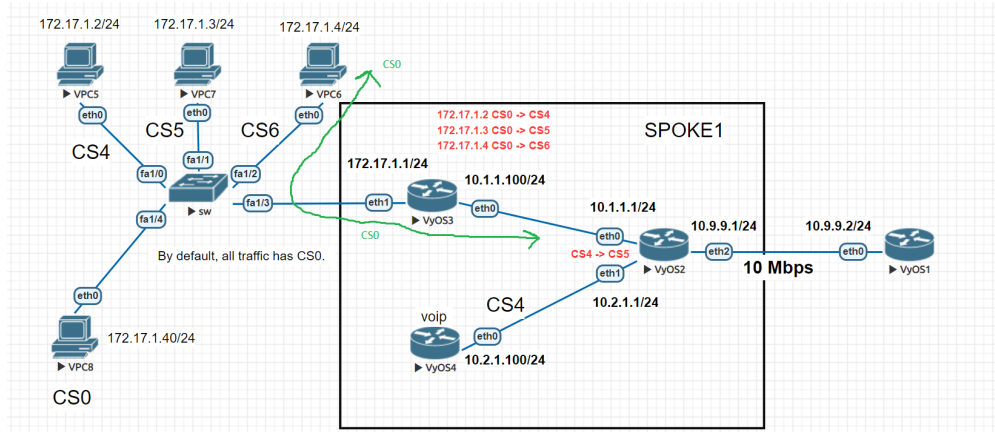 172.17.1.2/24
172.17.1.3/24
172.17.1.4/24
CS0
VPC5
VPC7
VPC6
eth0
eth0
eth0
CS4
CS5
CS6
172.17.1.2 CS0 -> CS4
172.17.1.3 CS0 -> CS5
172.17.1.4 CS0 -> CS6
SPOKE1
fa1/0
fa1/1
fa1/2
172.17.1.1/24
10.1.1.100/24
sw
fa1/3
eth1
eth0
VyOS3
fa1/4
CS0
10.1.1.1/24
eth0
10.9.9.1/24
10.9.9.2/24
By default, all traffic has CS0.
CS4 -> CS5
eth2
eth0
VyOS2
10 Mbps
VyOS1
eth1
eth0
CS4
10.2.1.1/24
voip
172.17.1.40/24
eth0
10.2.1.100/24
VPC8
VyOS4
CS0